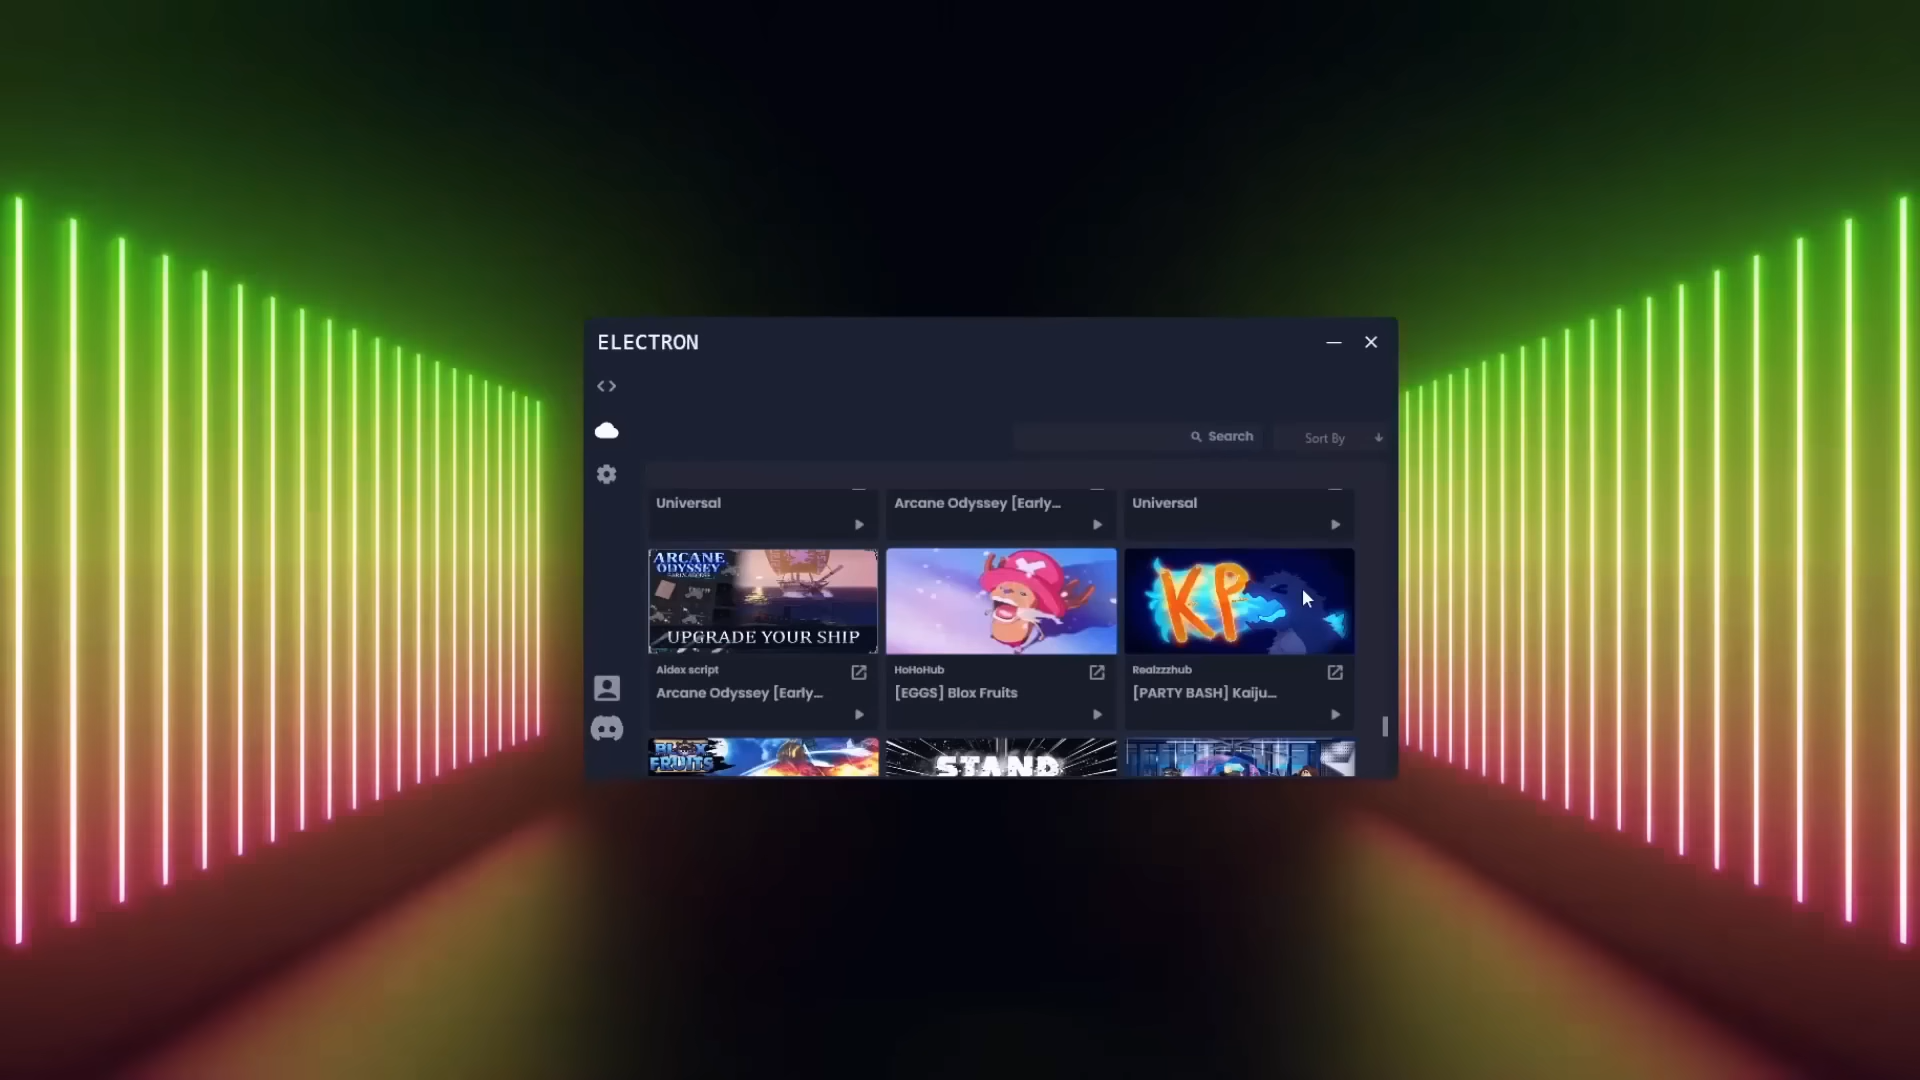 ELECTRON
Search
Sort By
Universal
Arcane Odyssey [Early...
Universal
ARCANE
ODYSSEY
UPGRADE YOUR SHIP
KP
Aidex script
HoHoHub
Realzzzhub
Arcane Odyssey [Early...
[EGGS] Blox Fruits
[PARTY BASH] Kaiju...
BLOX
FRUITS
STAND